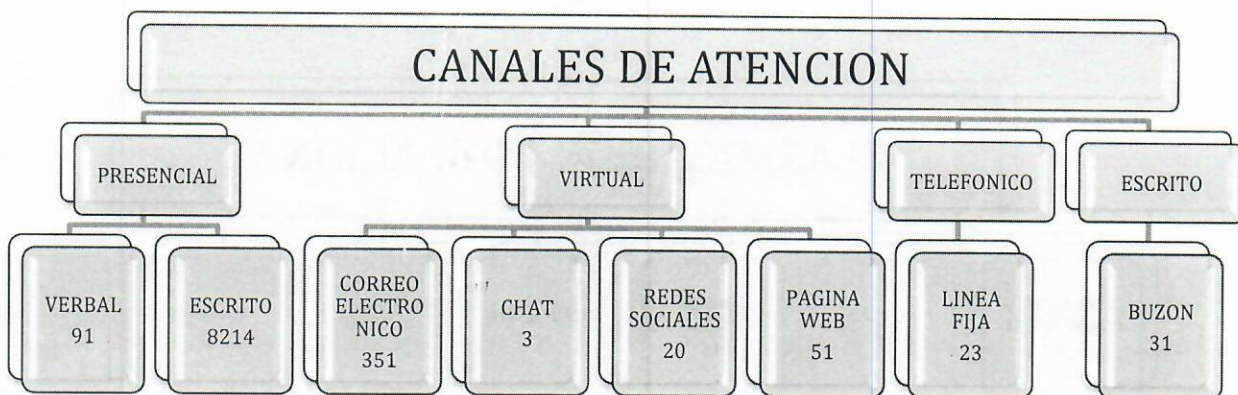 CANALES DE ATENCION
PRESENCIAL
VIRTUAL
TELEFONICO
ESCRITO
VERBAL
91
ESCRITO
8214
CORREO
ELECTRO
NICO
351
CHAT
3
REDES
SOCIALES
20
PAGINA
WEB
51
LINEA
FIJA
23
BUZON
31